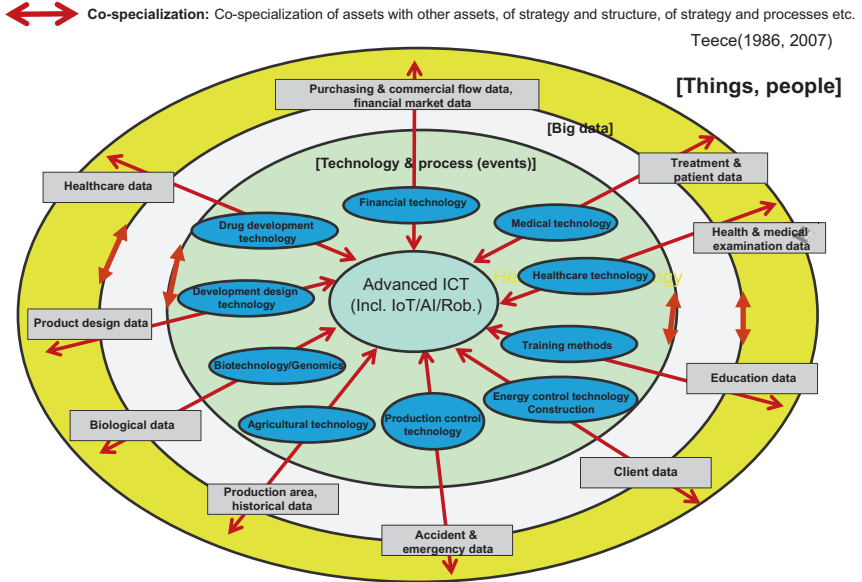 Co-specialization: Co-specialization of assets with other assets, of strategy and structure, of strategy and processes etc.
Teece(1986, 2007)
[Things, people]
Purchasing & commercial flow data,
financial market data
[Big data]
[Technology & process (events)]
Treatment &
patient data
Healthcare data
Financial technology
Medical technology
Drug development
technology
Health & medical
examination data
Healthcare technology
Advanced ICT
(Incl. IoT/AI/Rob.)
Development design
technology
Product design data
Training methods
Biotechnology/Genomics
Education data
Energy control technology
Construction
Biological data
Agricultural technology
Production control
technology
Client data
Production area,
historical data
Accident &
emergency data